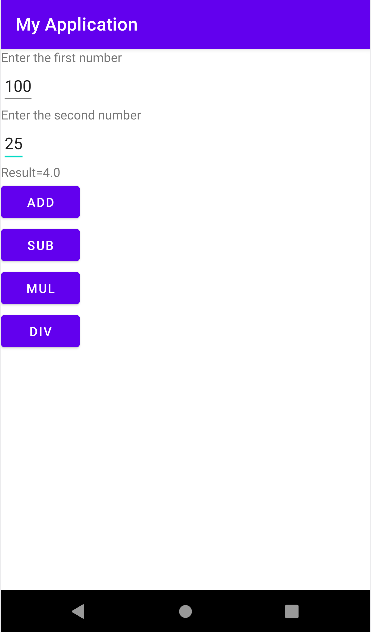 My Application
Enter the first number
100
Enter the second number
25
Result=4.0
ADD
SUB
MUL
DIV